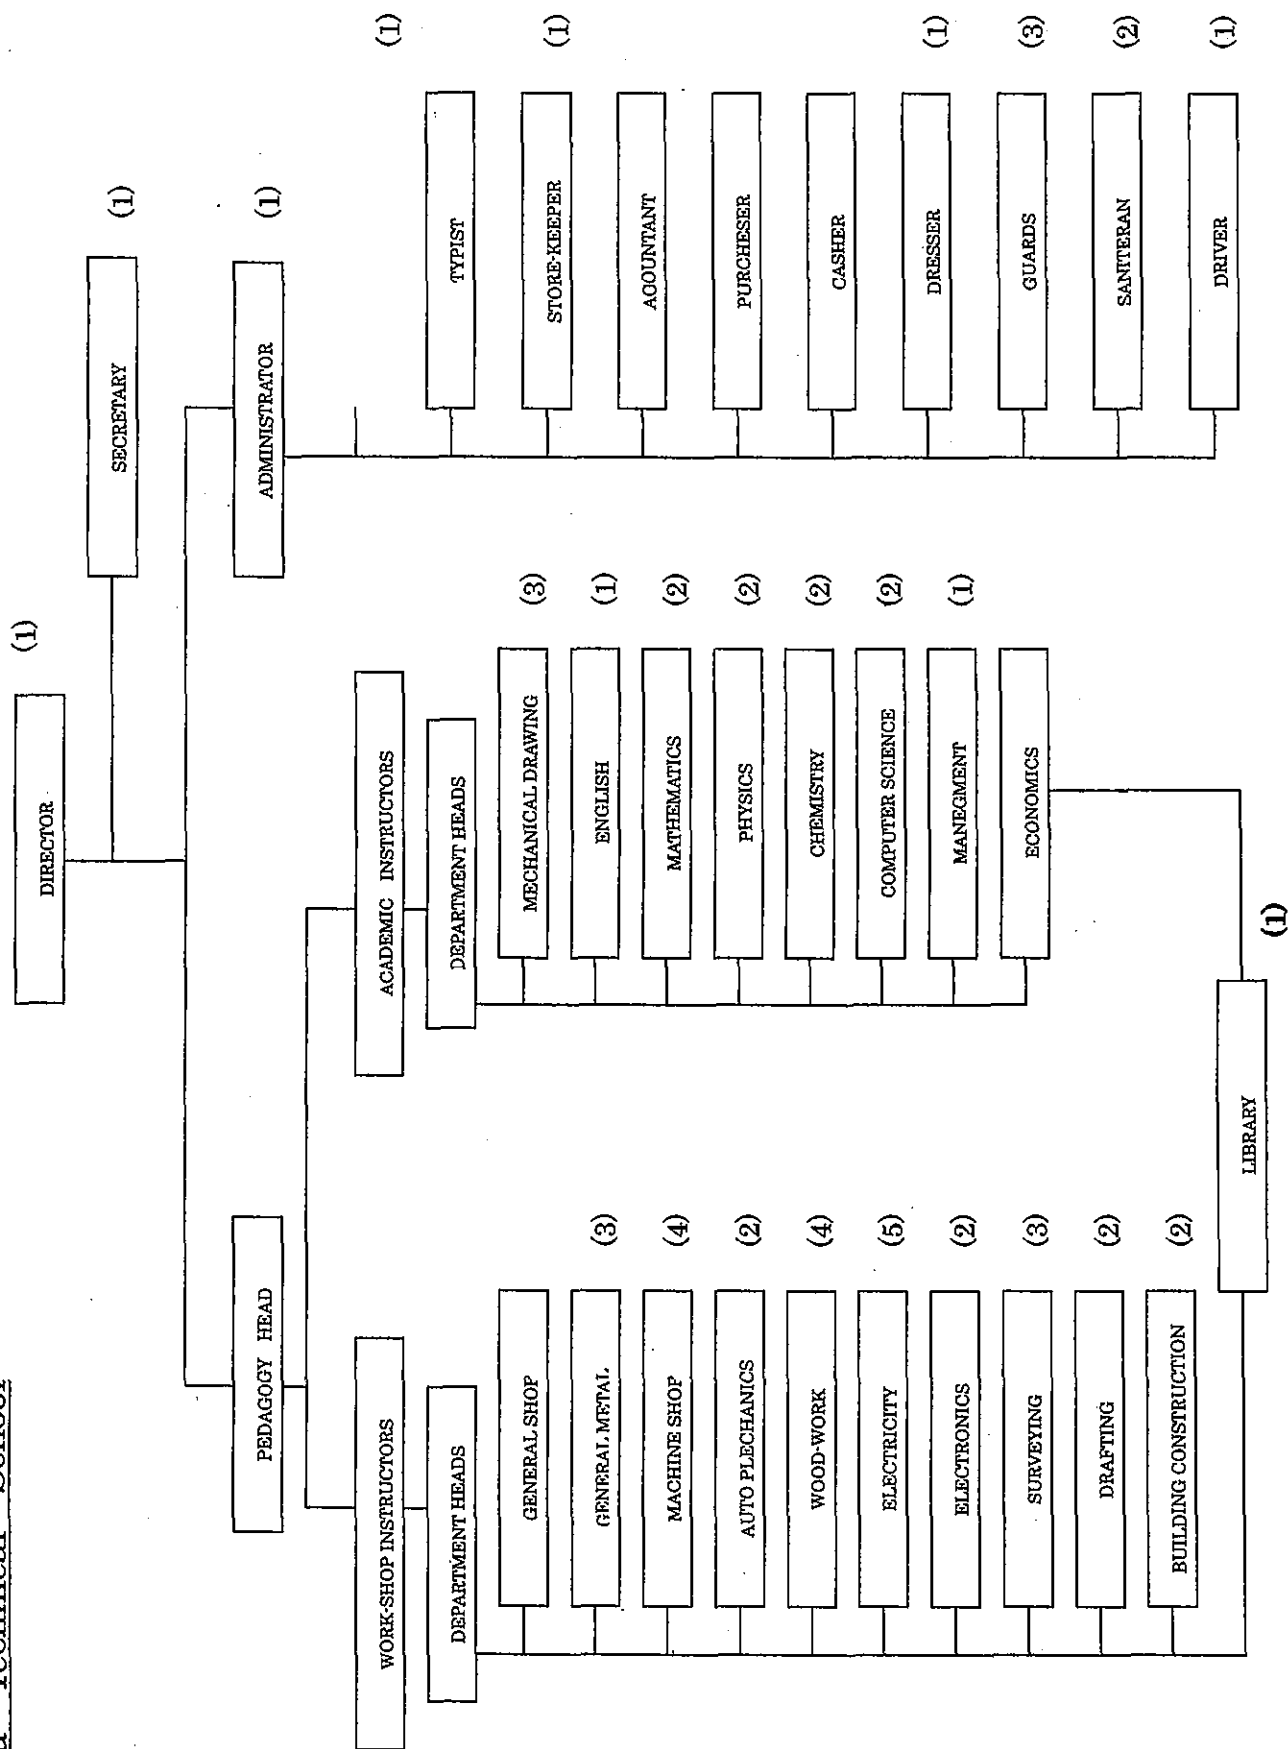 Technical School
DIRECTOR
(1)
SECRETARY
(1)
PEDAGOGY HEAD
ADMINISTRATOR
(1)
WORK-SHOP INSTRUCTORS
ACADEMIC INSTRUCTORS
(1)
DEPARTMENT HEADS
DEPARTMENT HEADS
GENERAL SHOP
GENERAL METAL
(3)
MACHINE SHOP
(4)
AUTO PLECHANICS
(2)
WOOD-WORK
(4)
ELECTRICITY
(5)
ELECTRONICS
(2)
SURVEYING
(3)
DRAFTING
(2)
BUILDING CONSTRUCTION
(2)
MECHANICAL DRAWING
(3)
ENGLISH
(1)
MATHEMATICS
(2)
PHYSICS
(2)
CHEMISTRY
(2)
COMPUTER SCIENCE
(2)
MANEGMENT
(1)
ECONOMICS
LIBRARY
(1)
TYPIST
STORE-KEEPER
(1)
ACOUNTANT
PURCHESER
CASHER
DRESSER
(1)
GUARDS
(3)
SANITERAN
(2)
DRIVER
(1)